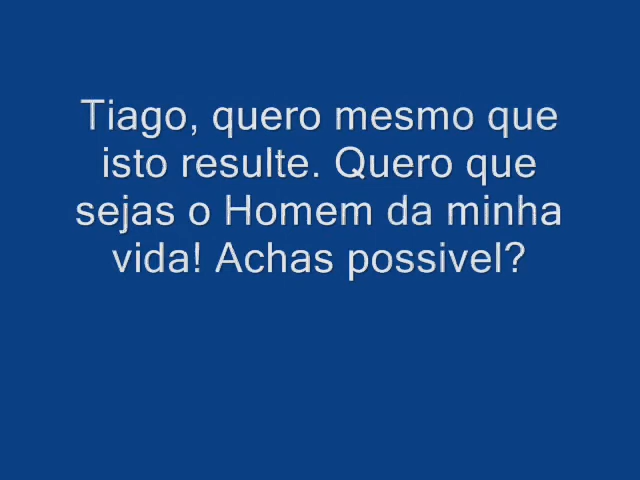 Tiago, quero mesmo que
isto resulte. Quero que
sejas o Homem da minha
vida! Achas possivel?